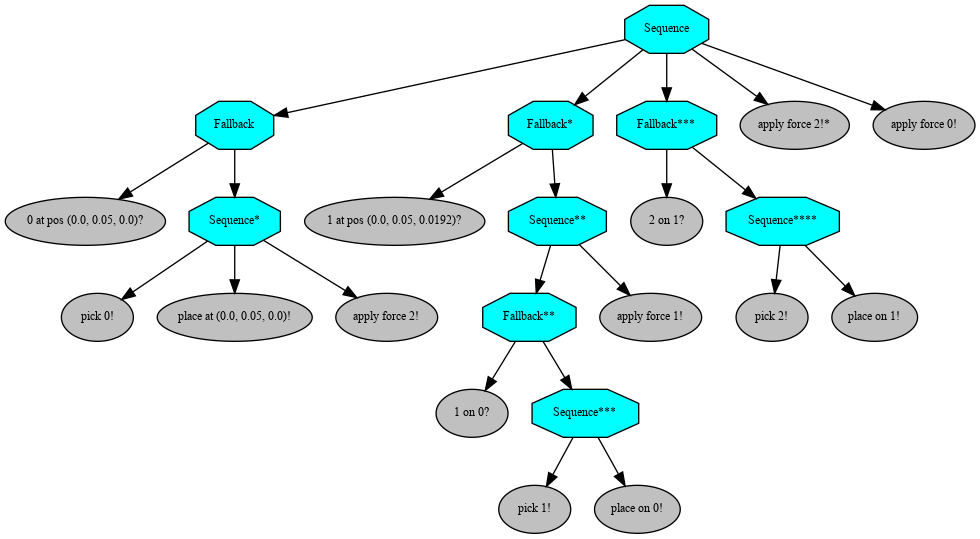 Sequence
Fallback
Fallback*
Fallback***
apply force 2!*
apply force 0!
0 at pos (0.0, 0.05, 0.0)?
Sequence*
1 at pos (0.0, 0.05, 0.0192)?
Sequence**
2 on 1?
Sequence****
pick 0!
place at (0.0, 0.05, 0.0)!
apply force 2!
Fallback**
apply force 1!
pick 2!
place on 1!
1 on 0?
Sequence***
pick 1!
place on 0!